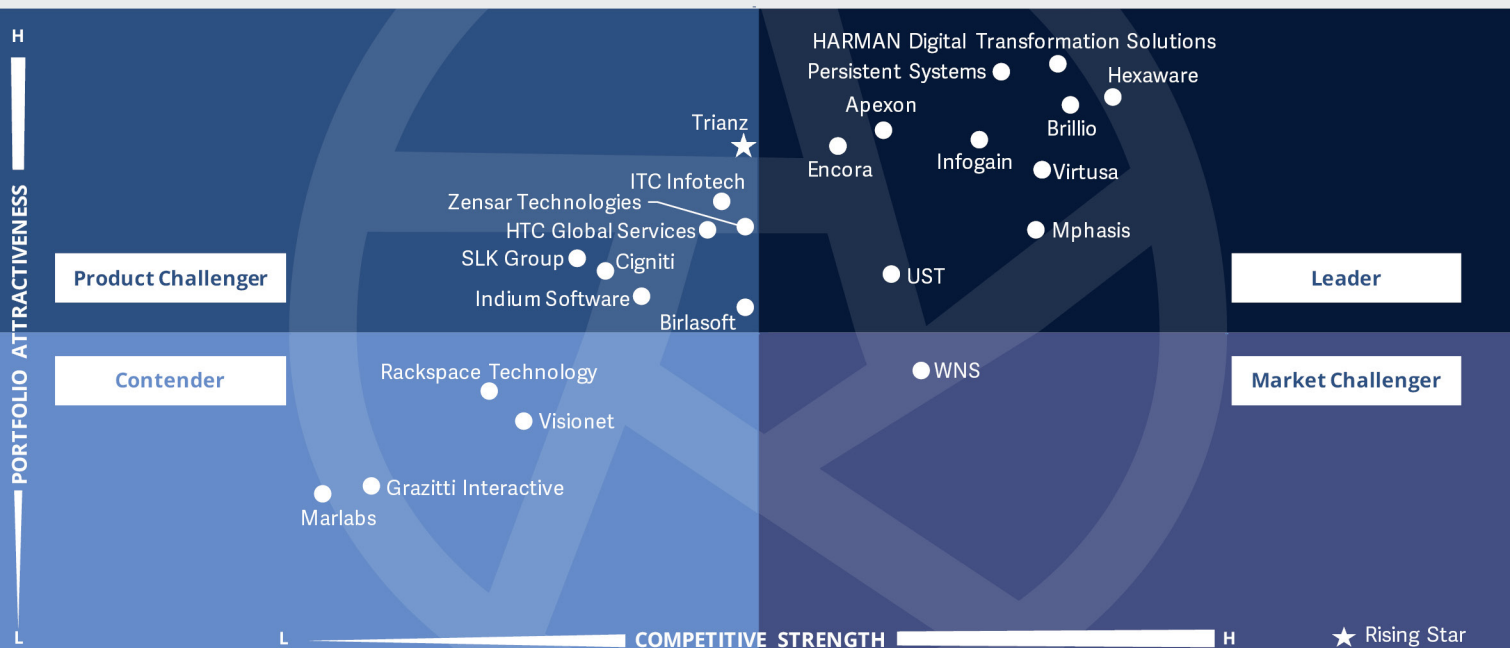 H
HARMAN Digital Transformation Solutions
Persistent Systems
Hexaware
Apexon
Brillio
Trianz
Encora
Infogain
Virtusa
ITC Infotech
Zensar Technologies
HTC Global Services
Mphasis
SLK Group
Cigniti
UST
Product Challenger
Leader
Indium Software
Birlasoft
PORTFOLIO ATTRACTIVENESS
Rackspace Technology
WNS
Contender
Market Challenger
Visionet
Grazitti Interactive
Marlabs
L
L
COMPETITIVE STRENGTH
H
Rising Star